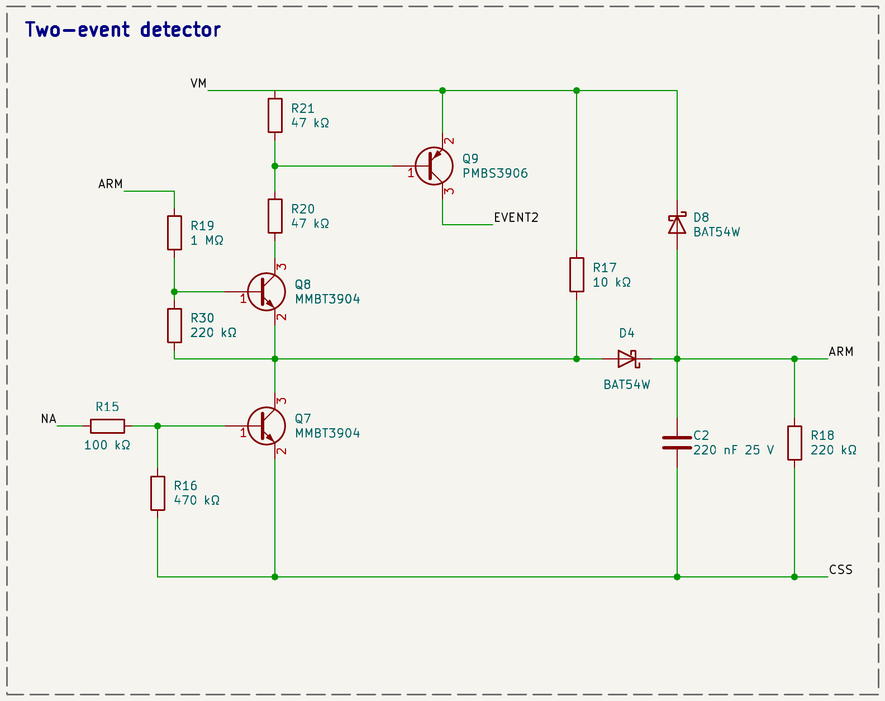 Two-event detector
VM
R21
47 kΩ
2
1
Q9
PMBS3906
3
ARM
EVENT2
R19
1 MΩ
R20
47 kΩ
D8
BAT54W
3
1
Q8
MMBT3904
2
R17
10 kΩ
R30
220 kΩ
D4
BAT54W
ARM
NA
R15
100 kΩ
3
1
Q7
MMBT3904
2
C2
220 nF 25 V
R18
220 kΩ
R16
470 kΩ
CSS